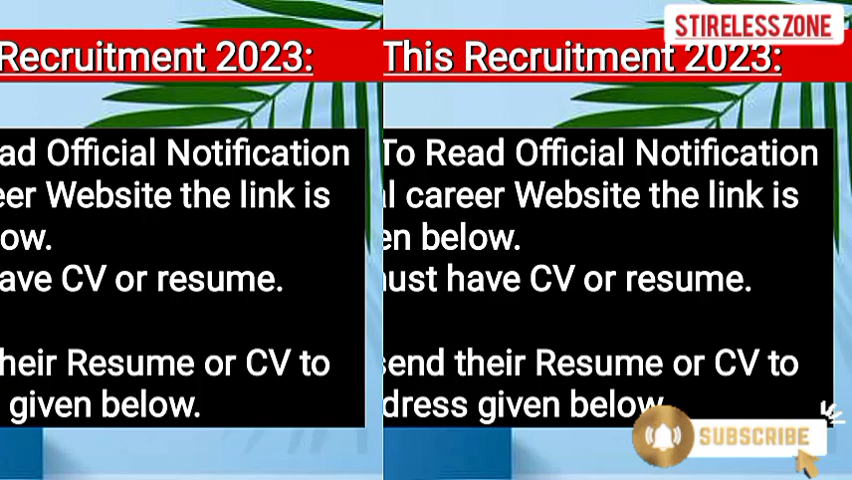 STIRELESSZONE
Recruitment 2023:
ad Official Notification
eer Website the link is
ow.
ave CV or resume.
heir Resume or CV to
given below.
This Recruitment 2023:
To Read Official Notification
l career Website the link is
en below.
ust have CV or resume.
send their Resume or CV to
dress given below.
SUBSCRIBE